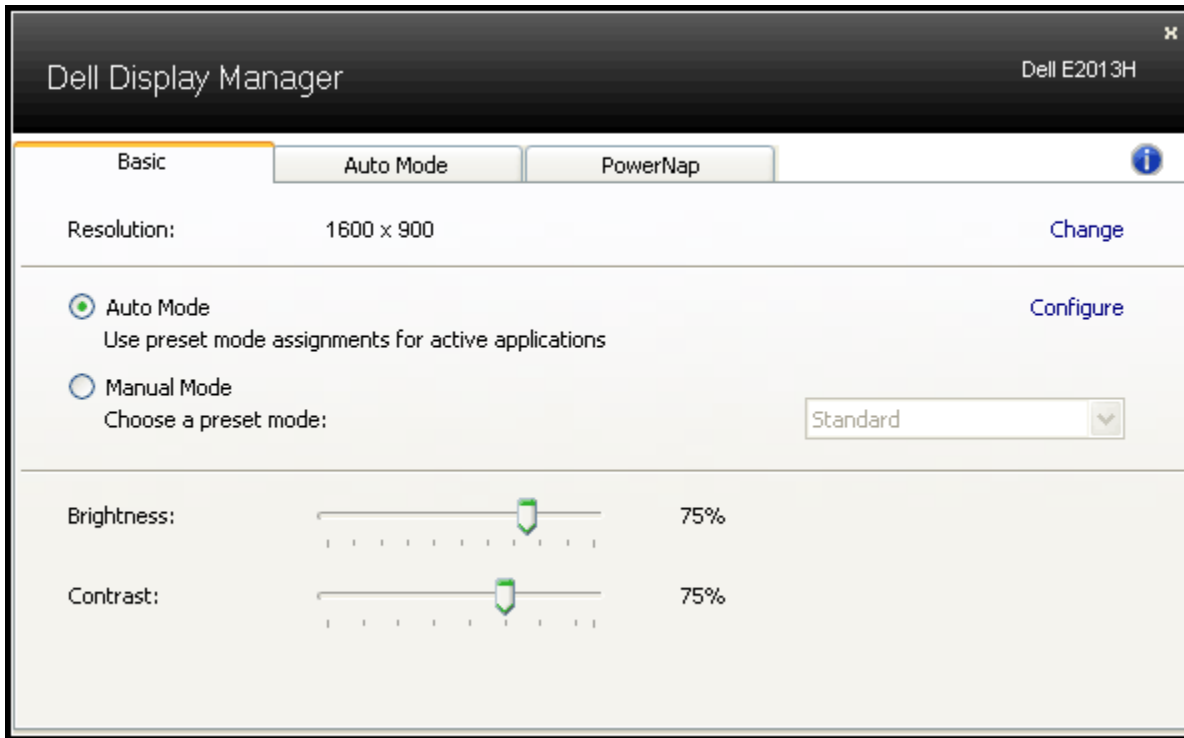 Dell Display Manager
Dell E2013H
Basic
Auto Mode
PowerNap
Resolution:
1600 x 900
Change
Auto Mode
Configure
Use preset mode assignments for active applications
Manual Mode
Choose a preset mode:
Standard
Brightness:
75%
Contrast:
75%